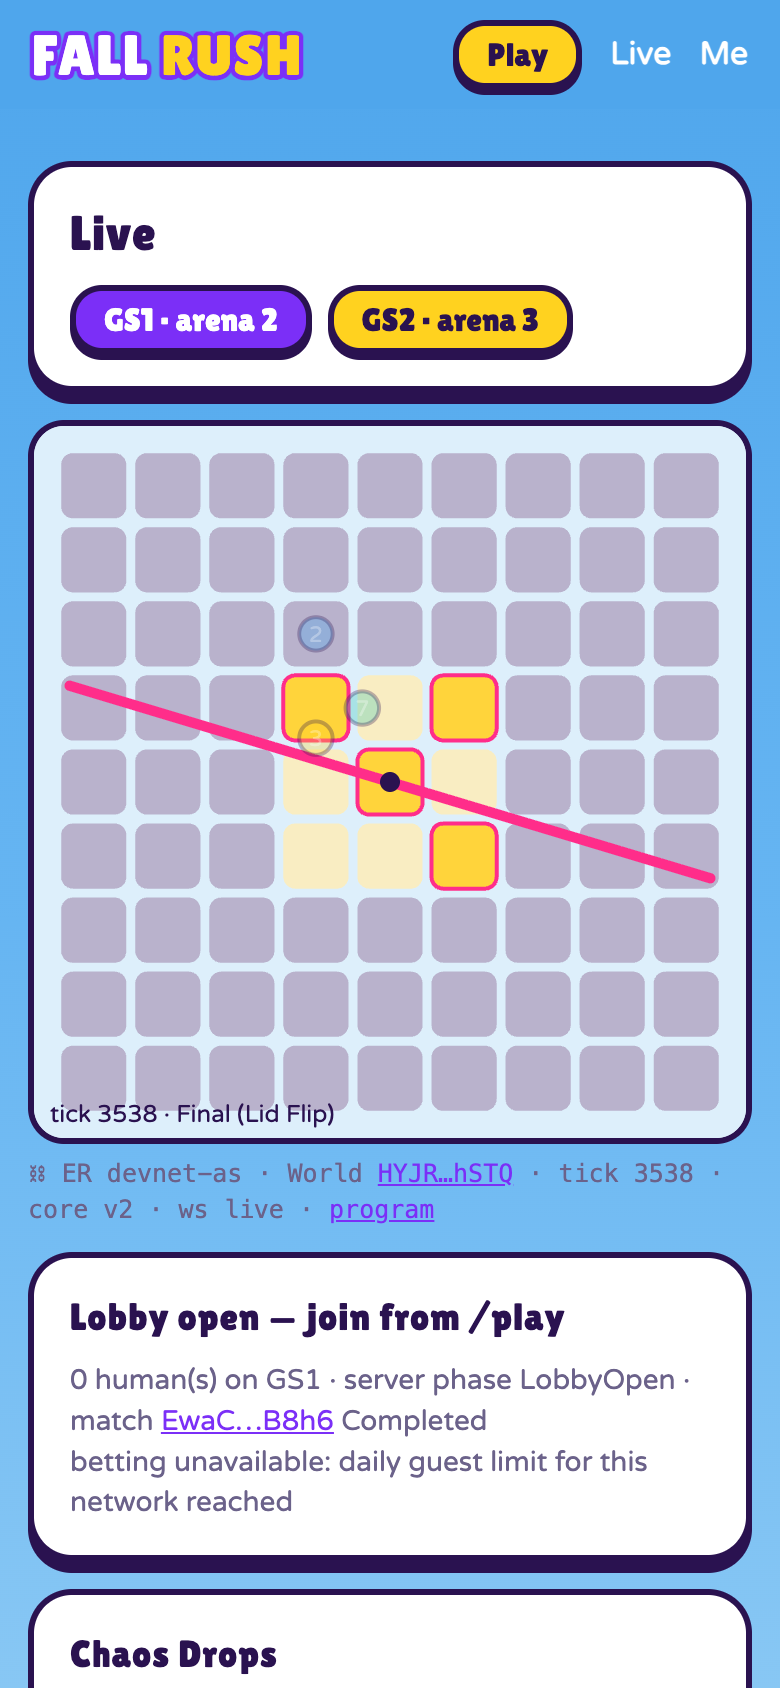 FALL RUSH
Play
Live
Me
Live
GS1 · arena 2
GS2 · arena 3
2
7
3
tick 3538 · Final (Lid Flip)
⛓ ER devnet-as · World HYJR…hSTQ · tick 3538 ·
core v2 · ws live · program
Lobby open — join from /play
0 human(s) on GS1 · server phase LobbyOpen ·
match EwaC…B8h6 Completed
betting unavailable: daily guest limit for this
network reached
Chaos Drops